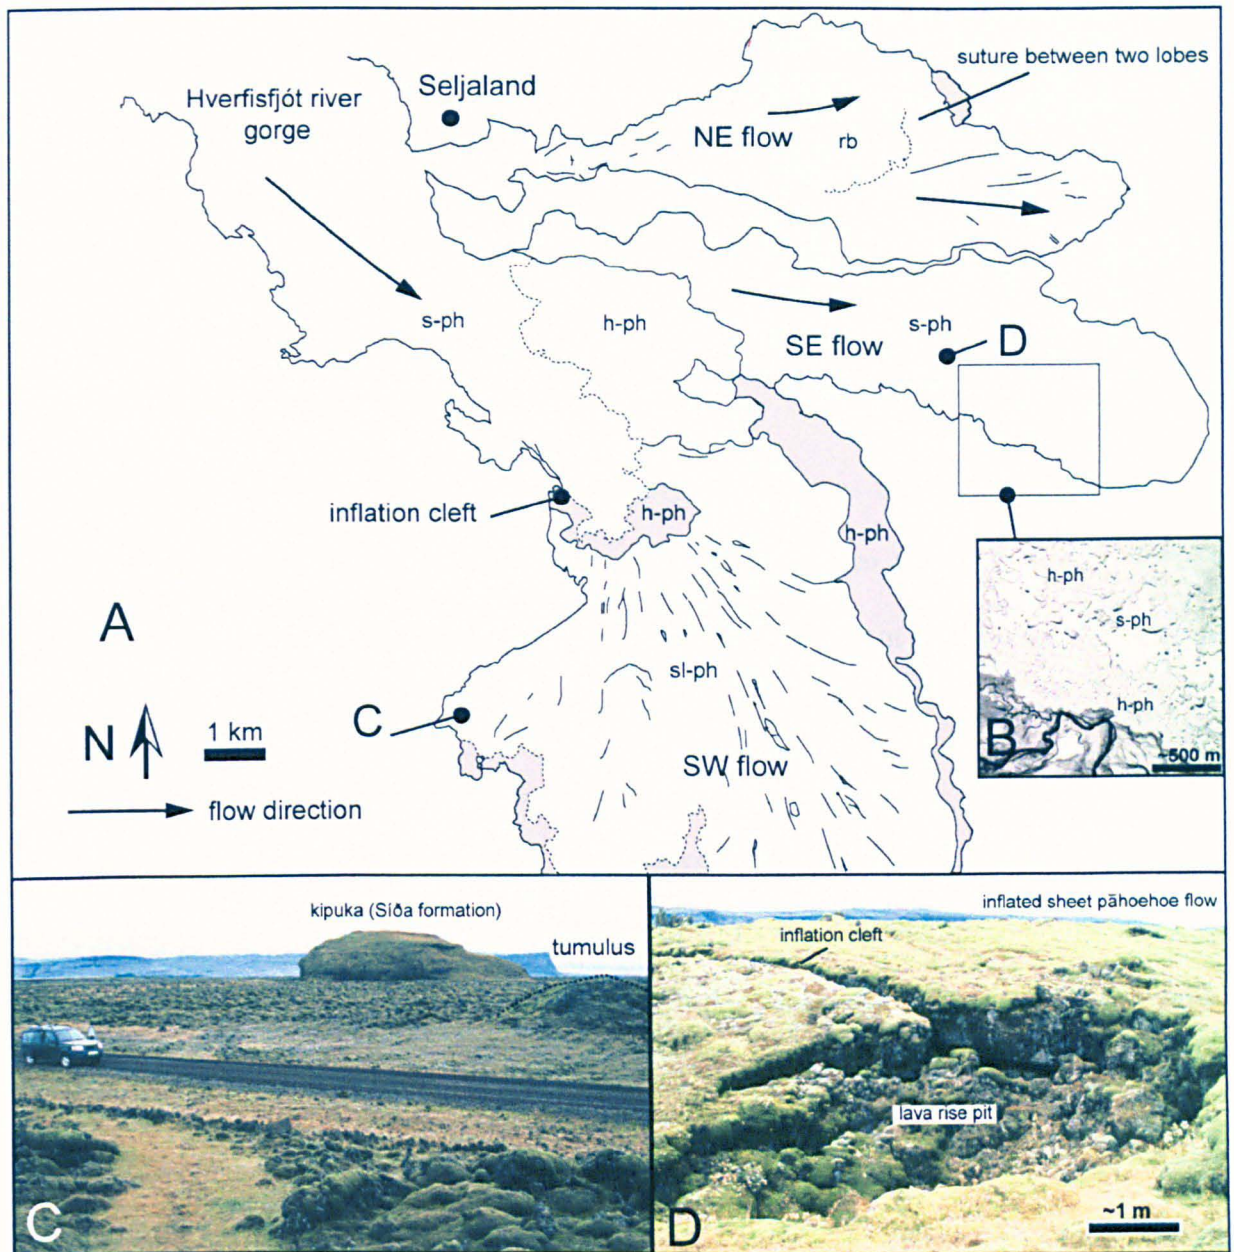 suture between two lobes
Seljaland
Hverfisfjót river
gorge
NE flow
rb
s-ph
h-ph
s-ph
SE flow
D
inflation cleft
h-ph
h-ph
h-ph
s-ph
h-ph
B
~500 m
A
sl-ph
C
N
1 km
SW flow
flow direction
kipuka (Síða formation)
tumulus
C
inflated sheet pāhoehoe flow
inflation cleft
lava rise pit
D
~1 m